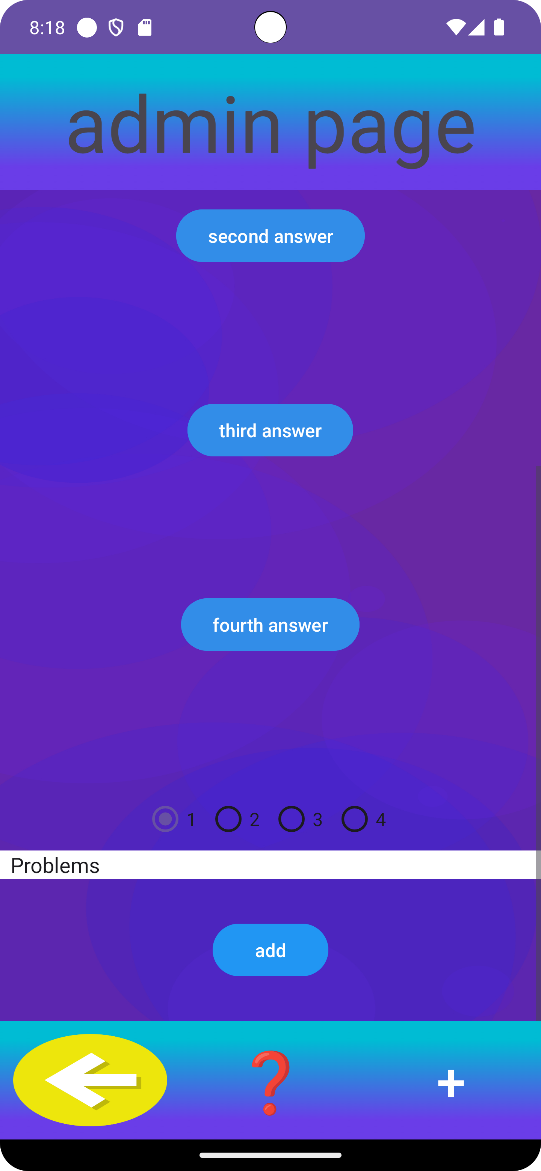 8:18
admin page
second answer
third answer
fourth answer
1 2 3 4
Problems
add
❓ +